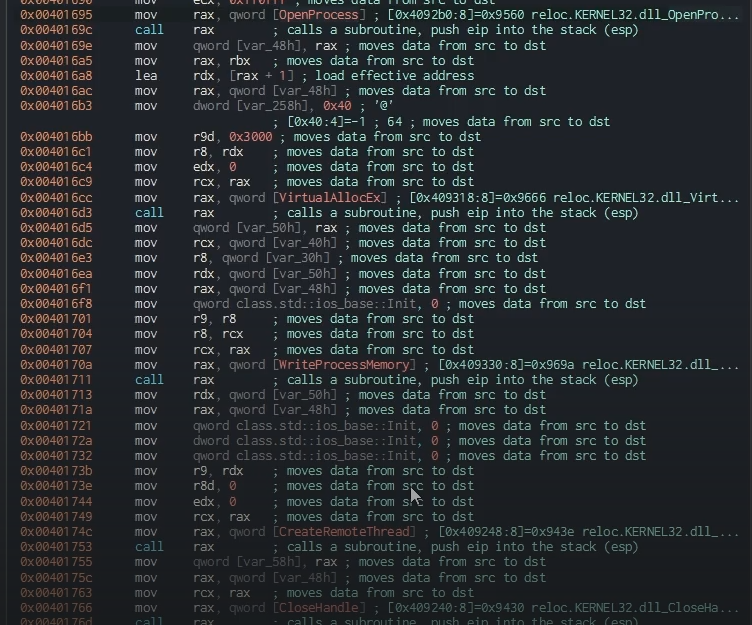 mov ecx, 0x1f0fff ; moves data from src to dst
0x00401695 mov rax, qword [OpenProcess] ; [0x4092b0:8]=0x9560 reloc.KERNEL32.dll_OpenPro...
0x0040169c call rax ; calls a subroutine, push eip into the stack (esp)
0x0040169e mov qword [var_48h], rax ; moves data from src to dst
0x004016a5 mov rax, rbx ; moves data from src to dst
0x004016a8 lea rdx, [rax + 1] ; load effective address
0x004016ac mov rax, qword [var_48h] ; moves data from src to dst
0x004016b3 mov dword [var_258h], 0x40 ; '@'
; [0x40:4]=-1 ; 64 ; moves data from src to dst
0x004016bb mov r9d, 0x3000 ; moves data from src to dst
0x004016c1 mov r8, rdx ; moves data from src to dst
0x004016c4 mov edx, 0 ; moves data from src to dst
0x004016c9 mov rcx, rax ; moves data from src to dst
0x004016cc mov rax, qword [VirtualAllocEx] ; [0x409318:8]=0x9666 reloc.KERNEL32.dll_Virt...
0x004016d3 call rax ; calls a subroutine, push eip into the stack (esp)
0x004016d5 mov qword [var_50h], rax ; moves data from src to dst
0x004016dc mov rcx, qword [var_40h] ; moves data from src to dst
0x004016e3 mov r8, qword [var_30h] ; moves data from src to dst
0x004016ea mov rdx, qword [var_50h] ; moves data from src to dst
0x004016f1 mov rax, qword [var_48h] ; moves data from src to dst
0x004016f8 mov qword class.std::ios_base::Init, 0 ; moves data from src to dst
0x00401701 mov r9, r8 ; moves data from src to dst
0x00401704 mov r8, rcx ; moves data from src to dst
0x00401707 mov rcx, rax ; moves data from src to dst
0x0040170a mov rax, qword [WriteProcessMemory] ; [0x409330:8]=0x969a reloc.KERNEL32.dll_...
0x00401711 call rax ; calls a subroutine, push eip into the stack (esp)
0x00401713 mov rdx, qword [var_50h] ; moves data from src to dst
0x0040171a mov rax, qword [var_48h] ; moves data from src to dst
0x00401721 mov qword class.std::ios_base::Init, 0 ; moves data from src to dst
0x0040172a mov dword class.std::ios_base::Init, 0 ; moves data from src to dst
0x00401732 mov qword class.std::ios_base::Init, 0 ; moves data from src to dst
0x0040173b mov r9, rdx ; moves data from src to dst
0x0040173e mov r8d, 0 ; moves data from src to dst
0x00401744 mov edx, 0 ; moves data from src to dst
0x00401749 mov rcx, rax ; moves data from src to dst
0x0040174c mov rax, qword [CreateRemoteThread] ; [0x409248:8]=0x943e reloc.KERNEL32.dll_...
0x00401753 call rax ; calls a subroutine, push eip into the stack (esp)
0x00401755 mov qword [var_58h], rax ; moves data from src to dst
0x0040175c mov rax, qword [var_48h] ; moves data from src to dst
0x00401763 mov rcx, rax ; moves data from src to dst
0x00401766 mov rax, qword [CloseHandle] ; [0x409240:8]=0x9430 reloc.KERNEL32.dll_CloseHa...
0x0040176d call rax ; calls a subroutine, push eip into the stack (esp)